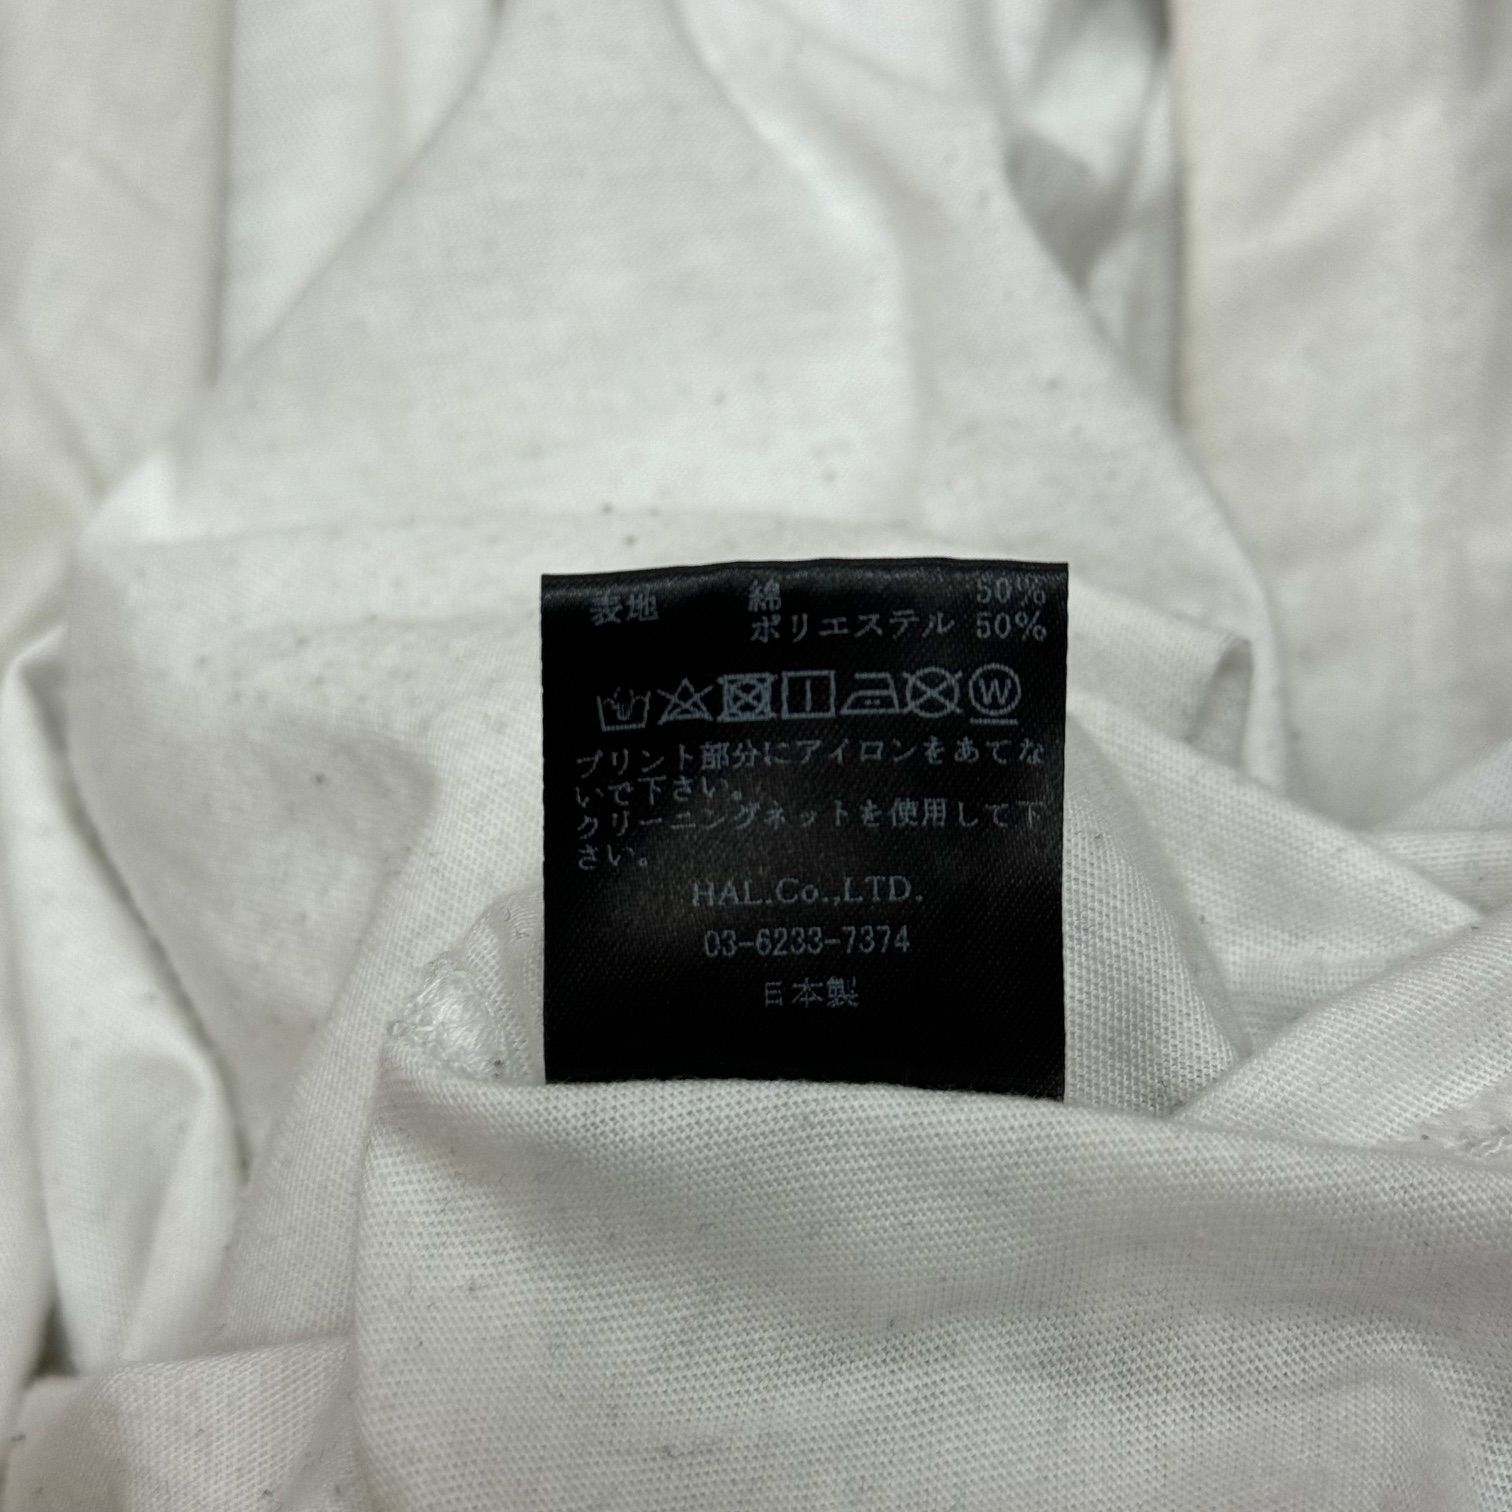 表地 綿 50%
ポリエステル 50%
W
プリント部分にアイロンをあてな
いで下さい。
クリーニングネットを使用して下
さい。
HAL.Co.,LTD.
03-6233-7374
日本製